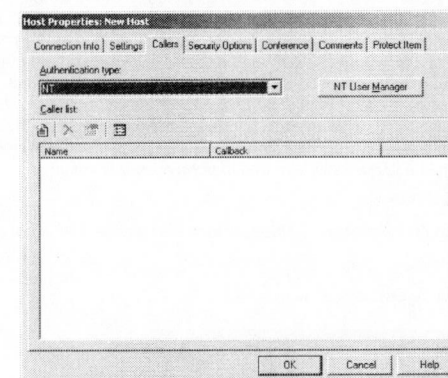 Host Properties: New Host
Connection Info Settings Callers Security Options Conference Comments Protect Item
Authentication type:
NT
NT User Manager
Caller list:
Name Callback
OK Cancel Help